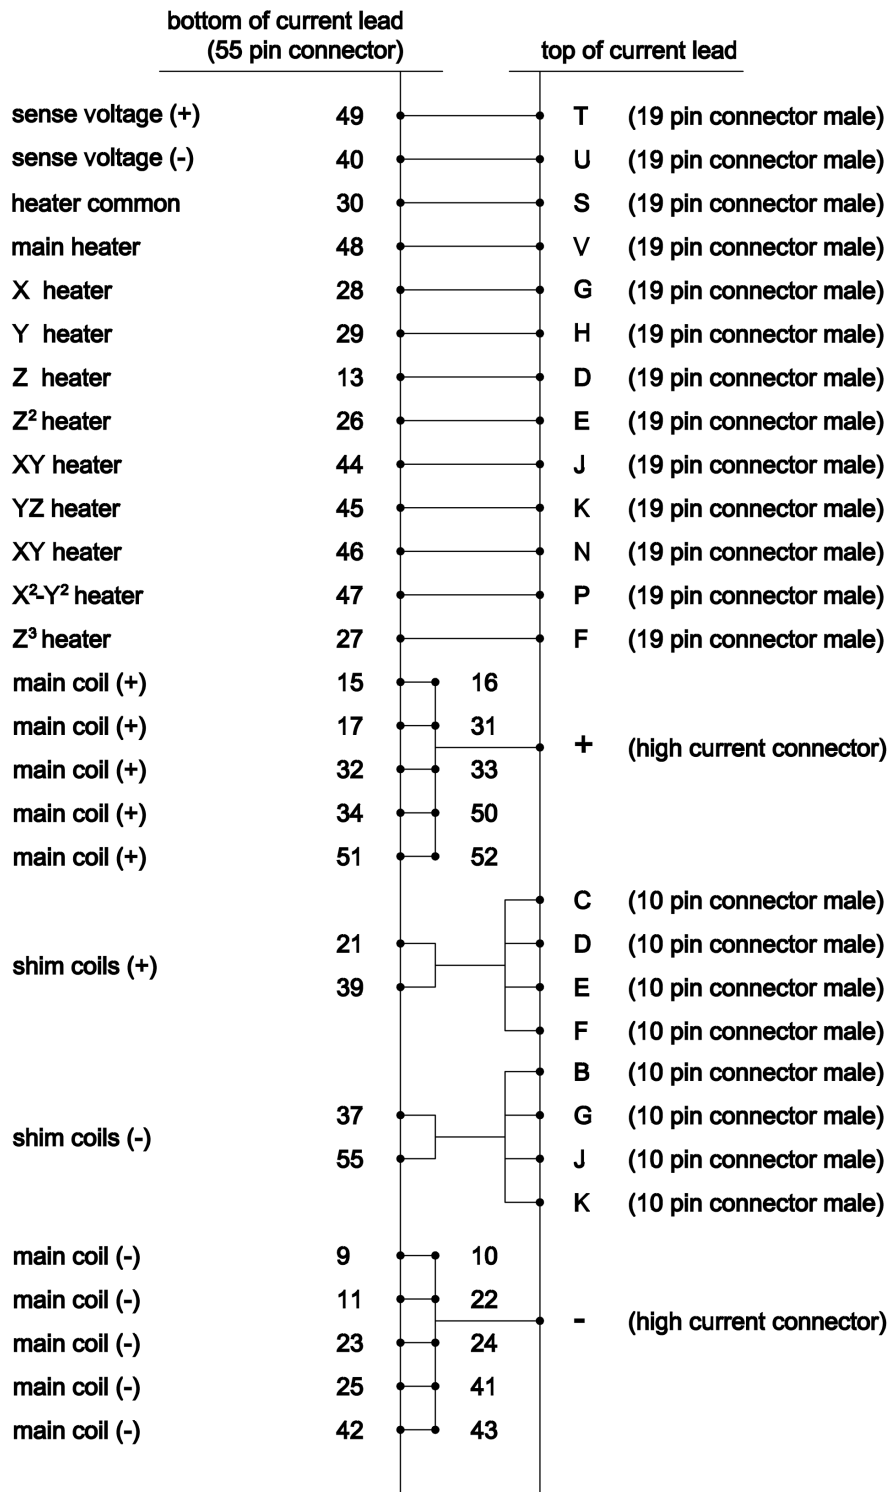 bottom of current lead
(55 pin connector)
top of current lead
sense voltage (+) 49 T (19 pin connector male)
sense voltage (-) 40 U (19 pin connector male)
heater common 30 S (19 pin connector male)
main heater 48 V (19 pin connector male)
X heater 28 G (19 pin connector male)
Y heater 29 H (19 pin connector male)
Z heater 13 D (19 pin connector male)
Z² heater 26 E (19 pin connector male)
XY heater 44 J (19 pin connector male)
YZ heater 45 K (19 pin connector male)
XY heater 46 N (19 pin connector male)
X²-Y² heater 47 P (19 pin connector male)
Z³ heater 27 F (19 pin connector male)
main coil (+) 15 16
main coil (+) 17 31
+ (high current connector)
main coil (+) 32 33
main coil (+) 34 50
main coil (+) 51 52
C (10 pin connector male)
21 D (10 pin connector male)
shim coils (+)
39 E (10 pin connector male)
F (10 pin connector male)
B (10 pin connector male)
37 G (10 pin connector male)
shim coils (-)
55 J (10 pin connector male)
K (10 pin connector male)
main coil (-) 9 10
main coil (-) 11 22
- (high current connector)
main coil (-) 23 24
main coil (-) 25 41
main coil (-) 42 43